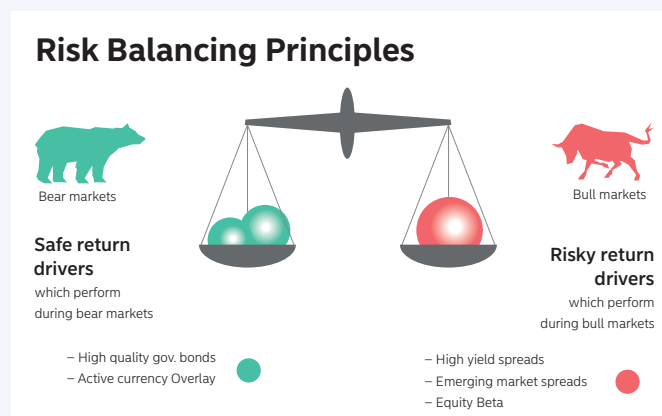 Risk Balancing Principles
Bear markets
Bull markets
Safe return
drivers
which perform
during bear markets
Risky return
drivers
which perform
during bull markets
– High quality gov. bonds
– Active currency Overlay
– High yield spreads
– Emerging market spreads
– Equity Beta